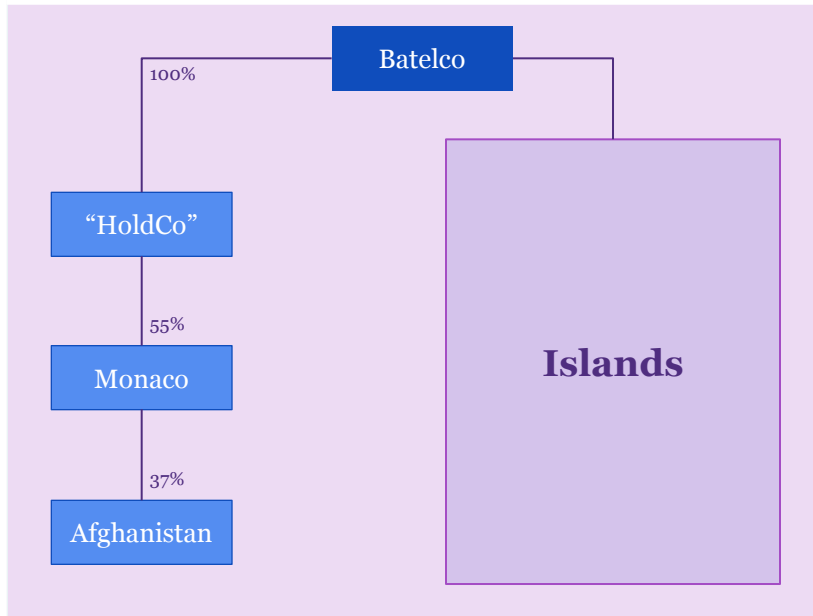 Batelco
100%
“HoldCo”
55%
Monaco
Islands
37%
Afghanistan